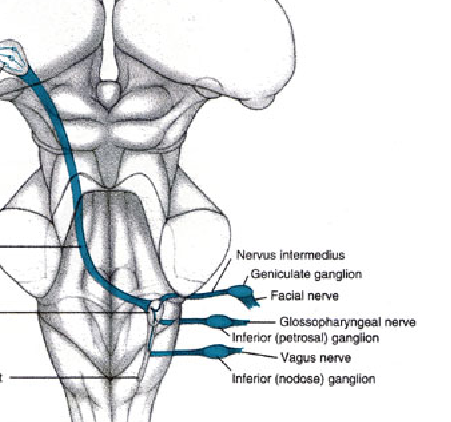 Nervus intermedius
Geniculate ganglion
Facial nerve
Glossopharyngeal nerve
Inferior (petrosal) ganglion
Vagus nerve
Inferior (nodose) ganglion
t